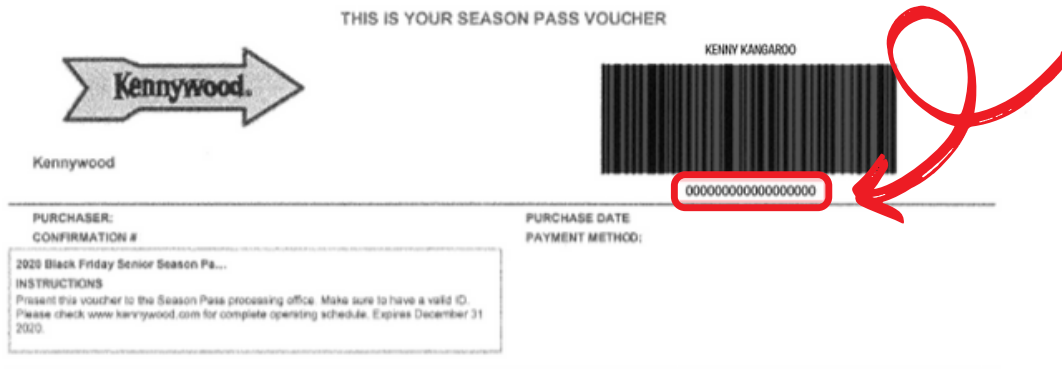 THIS IS YOUR SEASON PASS VOUCHER
KENNY KANGAROO
Kennywood.
000000000000000000
Kennywood
PURCHASER:
PURCHASE DATE
CONFIRMATION #
PAYMENT METHOD:
2020 Black Friday Senior Season Pa...
INSTRUCTIONS
Present this voucher to the Season Pass processing office. Make sure to have a valid ID.
Please check www.kennywood.com for complete operating schedule. Expires December 31
2020.